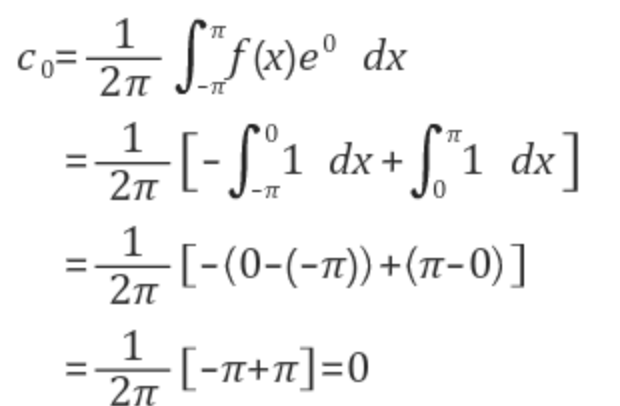 c₀=1/2π ∫_{-π}^{π} f(x)e⁰ dx
=1/2π [-∫_{-π}^{0} 1 dx+∫_{0}^{π} 1 dx]
=1/2π [-(0-(-π))+(π-0)]
=1/2π [-π+π]=0